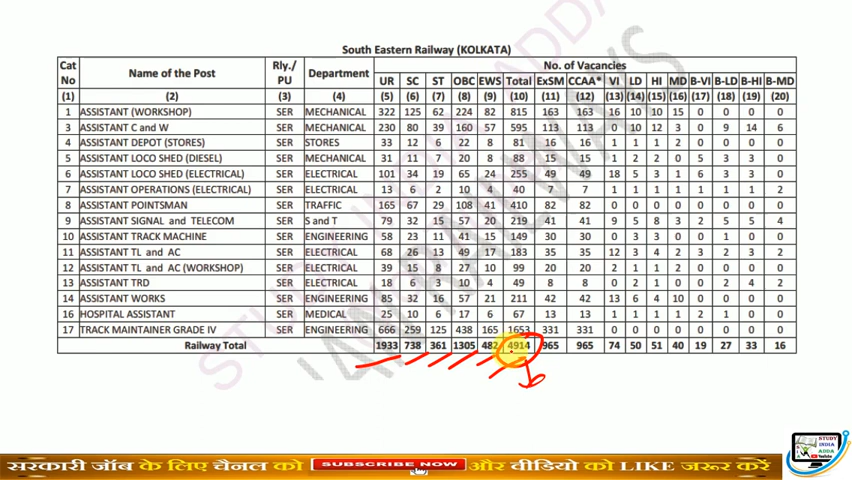 South Eastern Railway (KOLKATA)
Cat No Name of the Post Rly./ PU Department No. of Vacancies
UR SC ST OBC EWS Total ExSM CCAA* VI LD HI MD B-VI B-LD B-HI B-MD
(1) (2) (3) (4) (5) (6) (7) (8) (9) (10) (11) (12) (13) (14) (15) (16) (17) (18) (19) (20)
1 ASSISTANT (WORKSHOP) SER MECHANICAL 322 125 62 224 82 815 163 163 16 10 10 15 0 0 0 0
3 ASSISTANT C and W SER MECHANICAL 230 80 39 160 57 595 113 113 0 10 12 3 0 9 14 6
4 ASSISTANT DEPOT (STORES) SER STORES 33 12 6 22 8 81 16 16 1 1 1 2 0 0 0 0
5 ASSISTANT LOCO SHED (DIESEL) SER MECHANICAL 31 11 7 20 8 88 15 15 1 2 2 0 5 3 3 0
6 ASSISTANT LOCO SHED (ELECTRICAL) SER ELECTRICAL 101 34 19 65 24 255 49 49 18 5 3 1 6 3 3 0
7 ASSISTANT OPERATIONS (ELECTRICAL) SER ELECTRICAL 13 6 2 10 4 40 7 7 1 1 1 1 1 1 1 2
8 ASSISTANT POINTSMAN SER TRAFFIC 165 67 29 108 41 410 82 82 0 0 0 0 0 0 0 0
9 ASSISTANT SIGNAL and TELECOM SER S and T 79 32 15 57 20 219 41 41 9 5 8 3 2 5 5 4
10 ASSISTANT TRACK MACHINE SER ENGINEERING 58 23 11 41 15 149 30 30 0 3 3 0 0 1 0 0
11 ASSISTANT TL and AC SER ELECTRICAL 68 26 13 49 17 183 35 35 12 3 4 2 3 2 3 2
12 ASSISTANT TL and AC (WORKSHOP) SER ELECTRICAL 39 15 8 27 10 99 20 20 2 1 1 2 0 0 0 0
13 ASSISTANT TRD SER ELECTRICAL 18 6 3 10 4 49 8 8 0 2 1 1 0 2 4 2
14 ASSISTANT WORKS SER ENGINEERING 85 32 16 57 21 211 42 42 13 6 4 10 0 0 0 0
16 HOSPITAL ASSISTANT SER MEDICAL 25 10 6 17 6 67 13 13 1 1 1 1 2 1 0 0
17 TRACK MAINTAINER GRADE IV SER ENGINEERING 666 259 125 438 165 1653 331 331 0 0 0 0 0 0 0 0
Railway Total 1933 738 361 1305 482 4914 965 965 74 50 51 40 19 27 33 16
सरकारी जॉब के लिए चैनल को SUBSCRIBE NOW और वीडियो को LIKE जरूर करें
STUDY
INDIA
ADDA